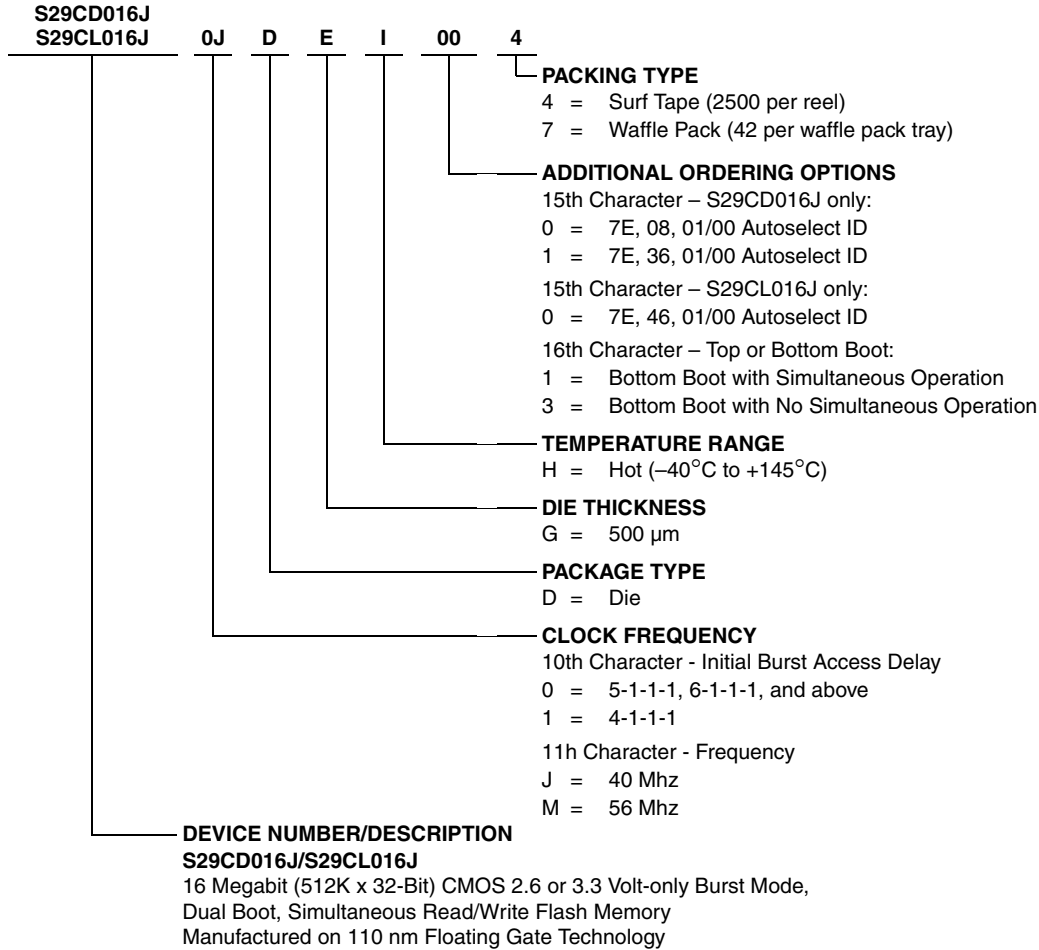 S29CD016J
S29CL016J 0J D E I 00 4
PACKING TYPE
4 = Surf Tape (2500 per reel)
7 = Waffle Pack (42 per waffle pack tray)
ADDITIONAL ORDERING OPTIONS
15th Character – S29CD016J only:
0 = 7E, 08, 01/00 Autoselect ID
1 = 7E, 36, 01/00 Autoselect ID
15th Character – S29CL016J only:
0 = 7E, 46, 01/00 Autoselect ID
16th Character – Top or Bottom Boot:
1 = Bottom Boot with Simultaneous Operation
3 = Bottom Boot with No Simultaneous Operation
TEMPERATURE RANGE
H = Hot (–40°C to +145°C)
DIE THICKNESS
G = 500 µm
PACKAGE TYPE
D = Die
CLOCK FREQUENCY
10th Character - Initial Burst Access Delay
0 = 5-1-1-1, 6-1-1-1, and above
1 = 4-1-1-1
11h Character - Frequency
J = 40 Mhz
M = 56 Mhz
DEVICE NUMBER/DESCRIPTION
S29CD016J/S29CL016J
16 Megabit (512K x 32-Bit) CMOS 2.6 or 3.3 Volt-only Burst Mode,
Dual Boot, Simultaneous Read/Write Flash Memory
Manufactured on 110 nm Floating Gate Technology